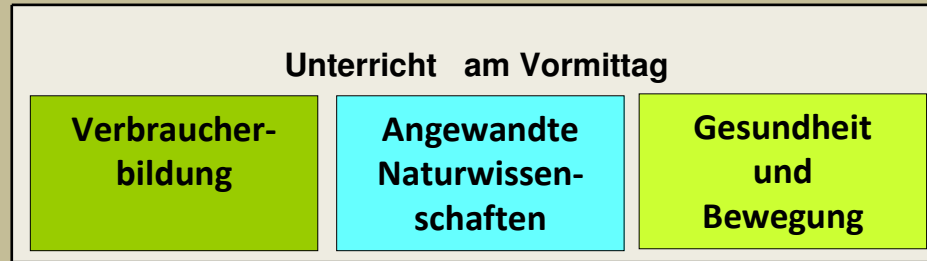 Unterricht am Vormittag
Verbraucher-
bildung
Angewandte
Naturwissen-
schaften
Gesundheit
und
Bewegung